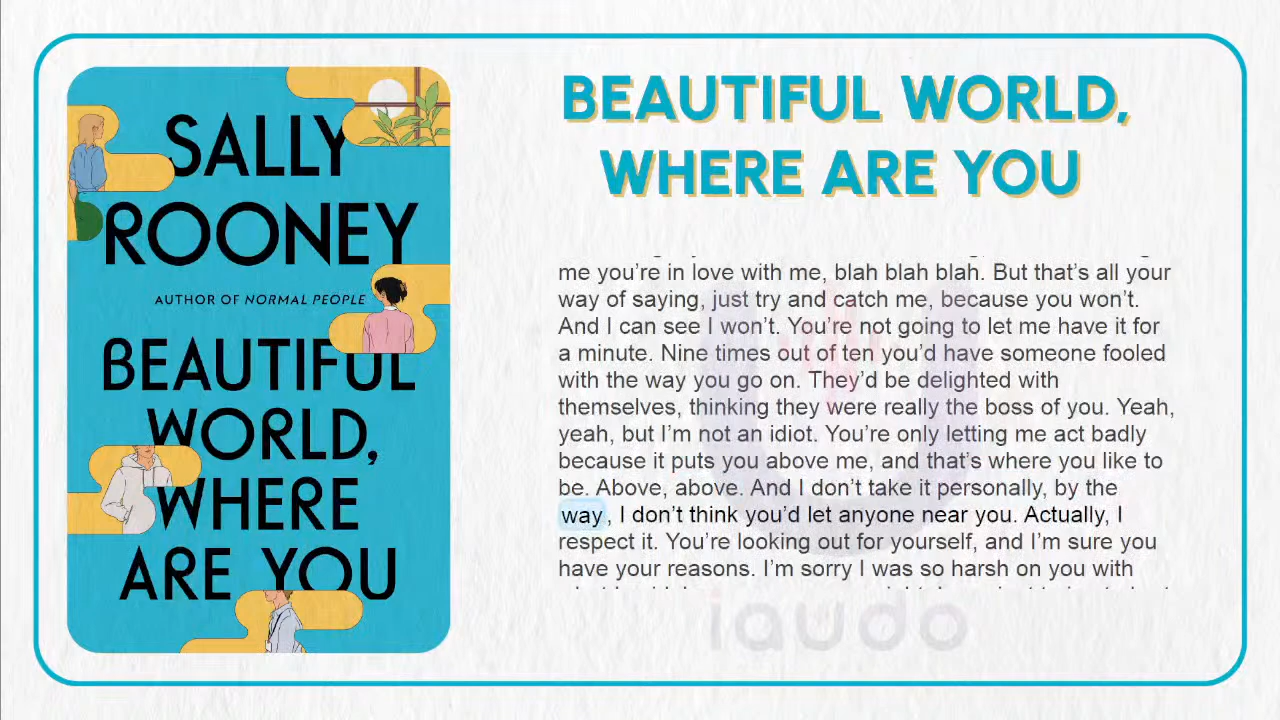 SALLY
ROONEY
AUTHOR OF NORMAL PEOPLE
BEAUTIFUL
WORLD,
WHERE
ARE YOU
BEAUTIFUL WORLD,
WHERE ARE YOU
me you're in love with me, blah blah blah. But that's all your
way of saying, just try and catch me, because you won't.
And I can see I won't. You're not going to let me have it for
a minute. Nine times out of ten you'd have someone fooled
with the way you go on. They'd be delighted with
themselves, thinking they were really the boss of you. Yeah,
yeah, but I'm not an idiot. You're only letting me act badly
because it puts you above me, and that's where you like to
be. Above, above. And I don't take it personally, by the
way, I don't think you'd let anyone near you. Actually, I
respect it. You're looking out for yourself, and I'm sure you
have your reasons. I'm sorry I was so harsh on you with
iaudo